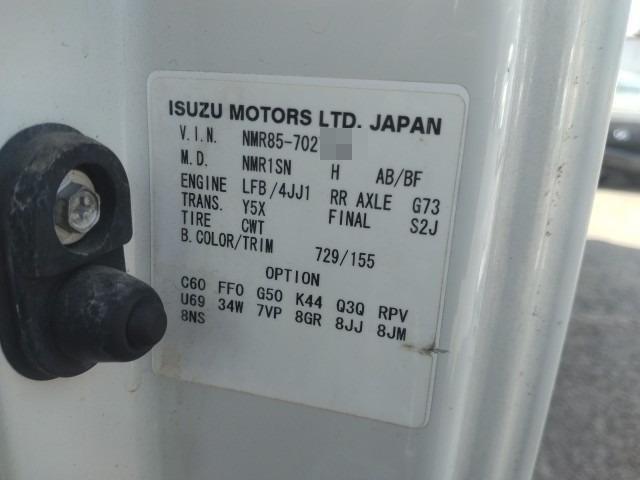 ISUZU MOTORS LTD. JAPAN
V.I.N. NMR85-702
M.D. NMR1SN H AB/BF
ENGINE LFB/4JJ1 RR AXLE G73
TRANS. Y5X FINAL S2J
TIRE CWT
B.COLOR/TRIM 729/155
OPTION
C60 FF0 G50 K44 Q3Q RPV
U69 34W 7VP 8GR 8JJ 8JM
8NS